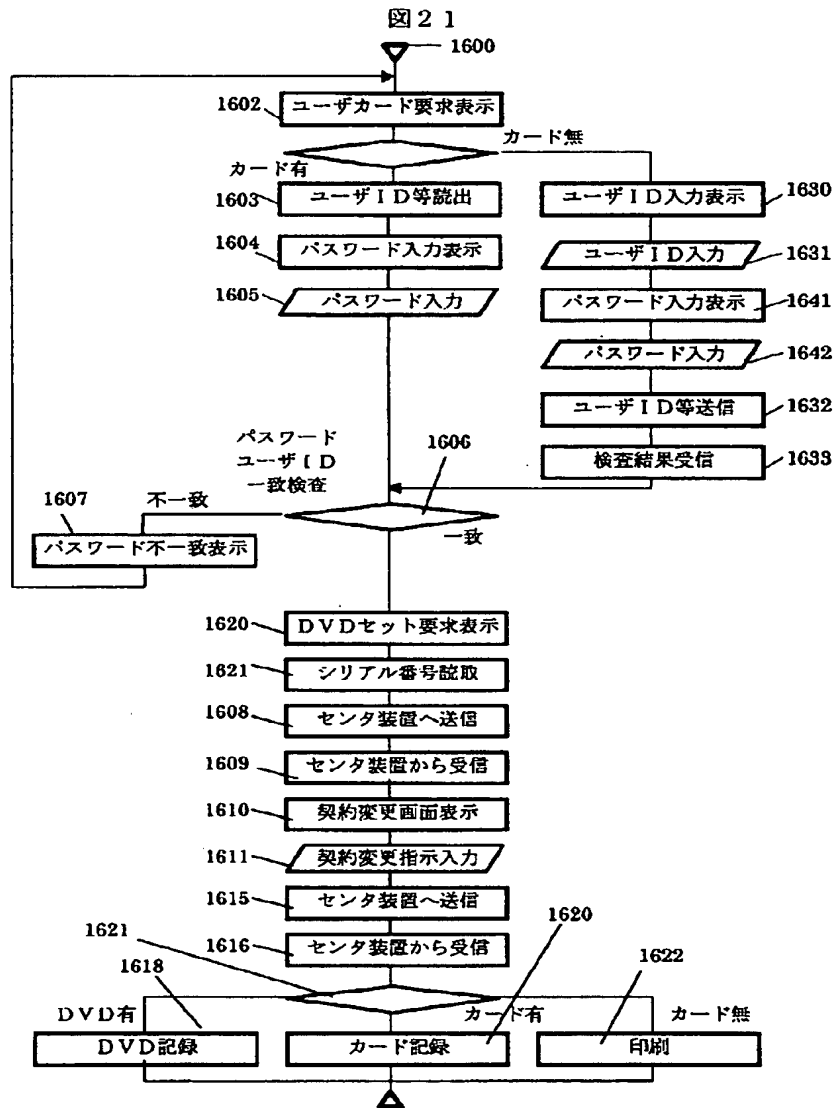 図21
1600
1602 ユーザカード要求表示
カード無
カード有
1603 ユーザID等読出
ユーザID入力表示 1630
1604 パスワード入力表示
ユーザID入力 1631
1605 パスワード入力
パスワード入力表示 1641
パスワード入力 1642
ユーザID等送信 1632
検査結果受信 1633
パスワード
ユーザID
一致検査
1606
1607
不一致
一致
パスワード不一致表示
1620 DVDセット要求表示
1621 シリアル番号読取
1608 センタ装置へ送信
1609 センタ装置から受信
1610 契約変更画面表示
1611 契約変更指示入力
1615 センタ装置へ送信
1616 センタ装置から受信
1621
1618
1620
1622
DVD有
カード有
カード無
DVD記録
カード記録
印刷